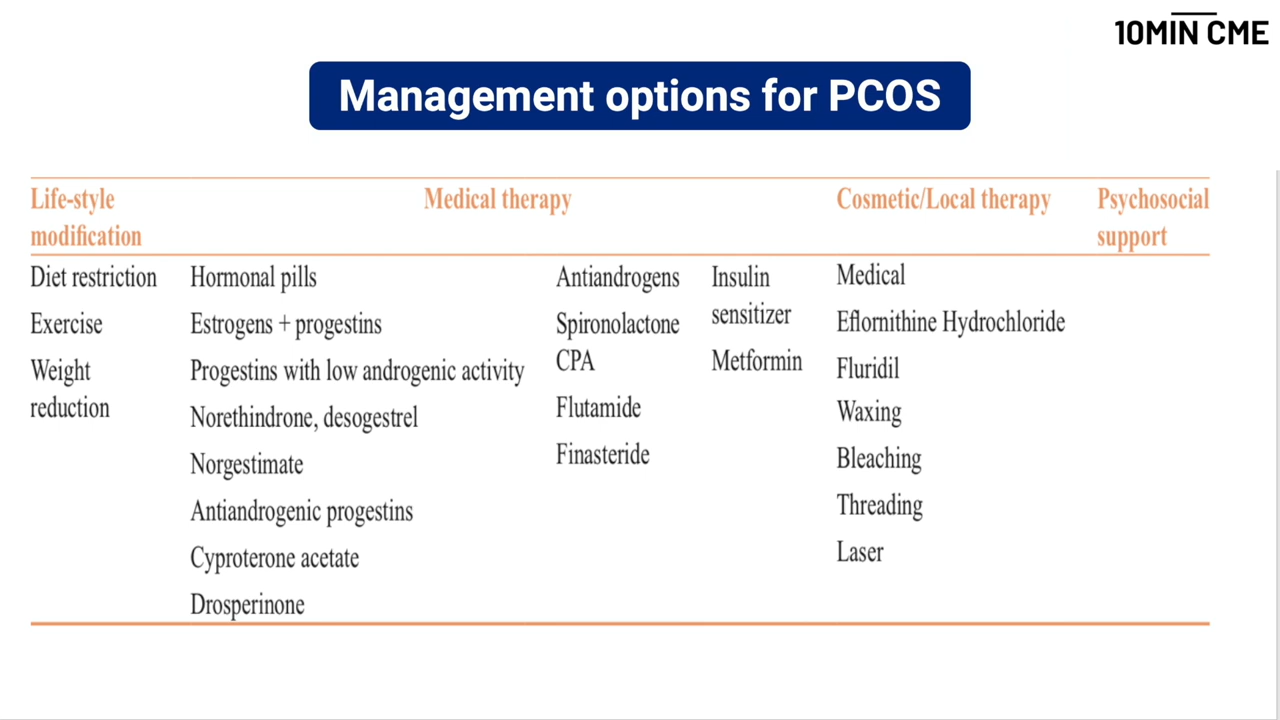 10MIN CME
Management options for PCOS
Life-style
modification
Medical therapy
Cosmetic/Local therapy
Psychosocial
support
Diet restriction
Exercise
Weight
reduction
Hormonal pills
Estrogens + progestins
Progestins with low androgenic activity
Norethindrone, desogestrel
Norgestimate
Antiandrogenic progestins
Cyproterone acetate
Drosperinone
Antiandrogens
Spironolactone
CPA
Flutamide
Finasteride
Insulin
sensitizer
Metformin
Medical
Eflornithine Hydrochloride
Fluridil
Waxing
Bleaching
Threading
Laser